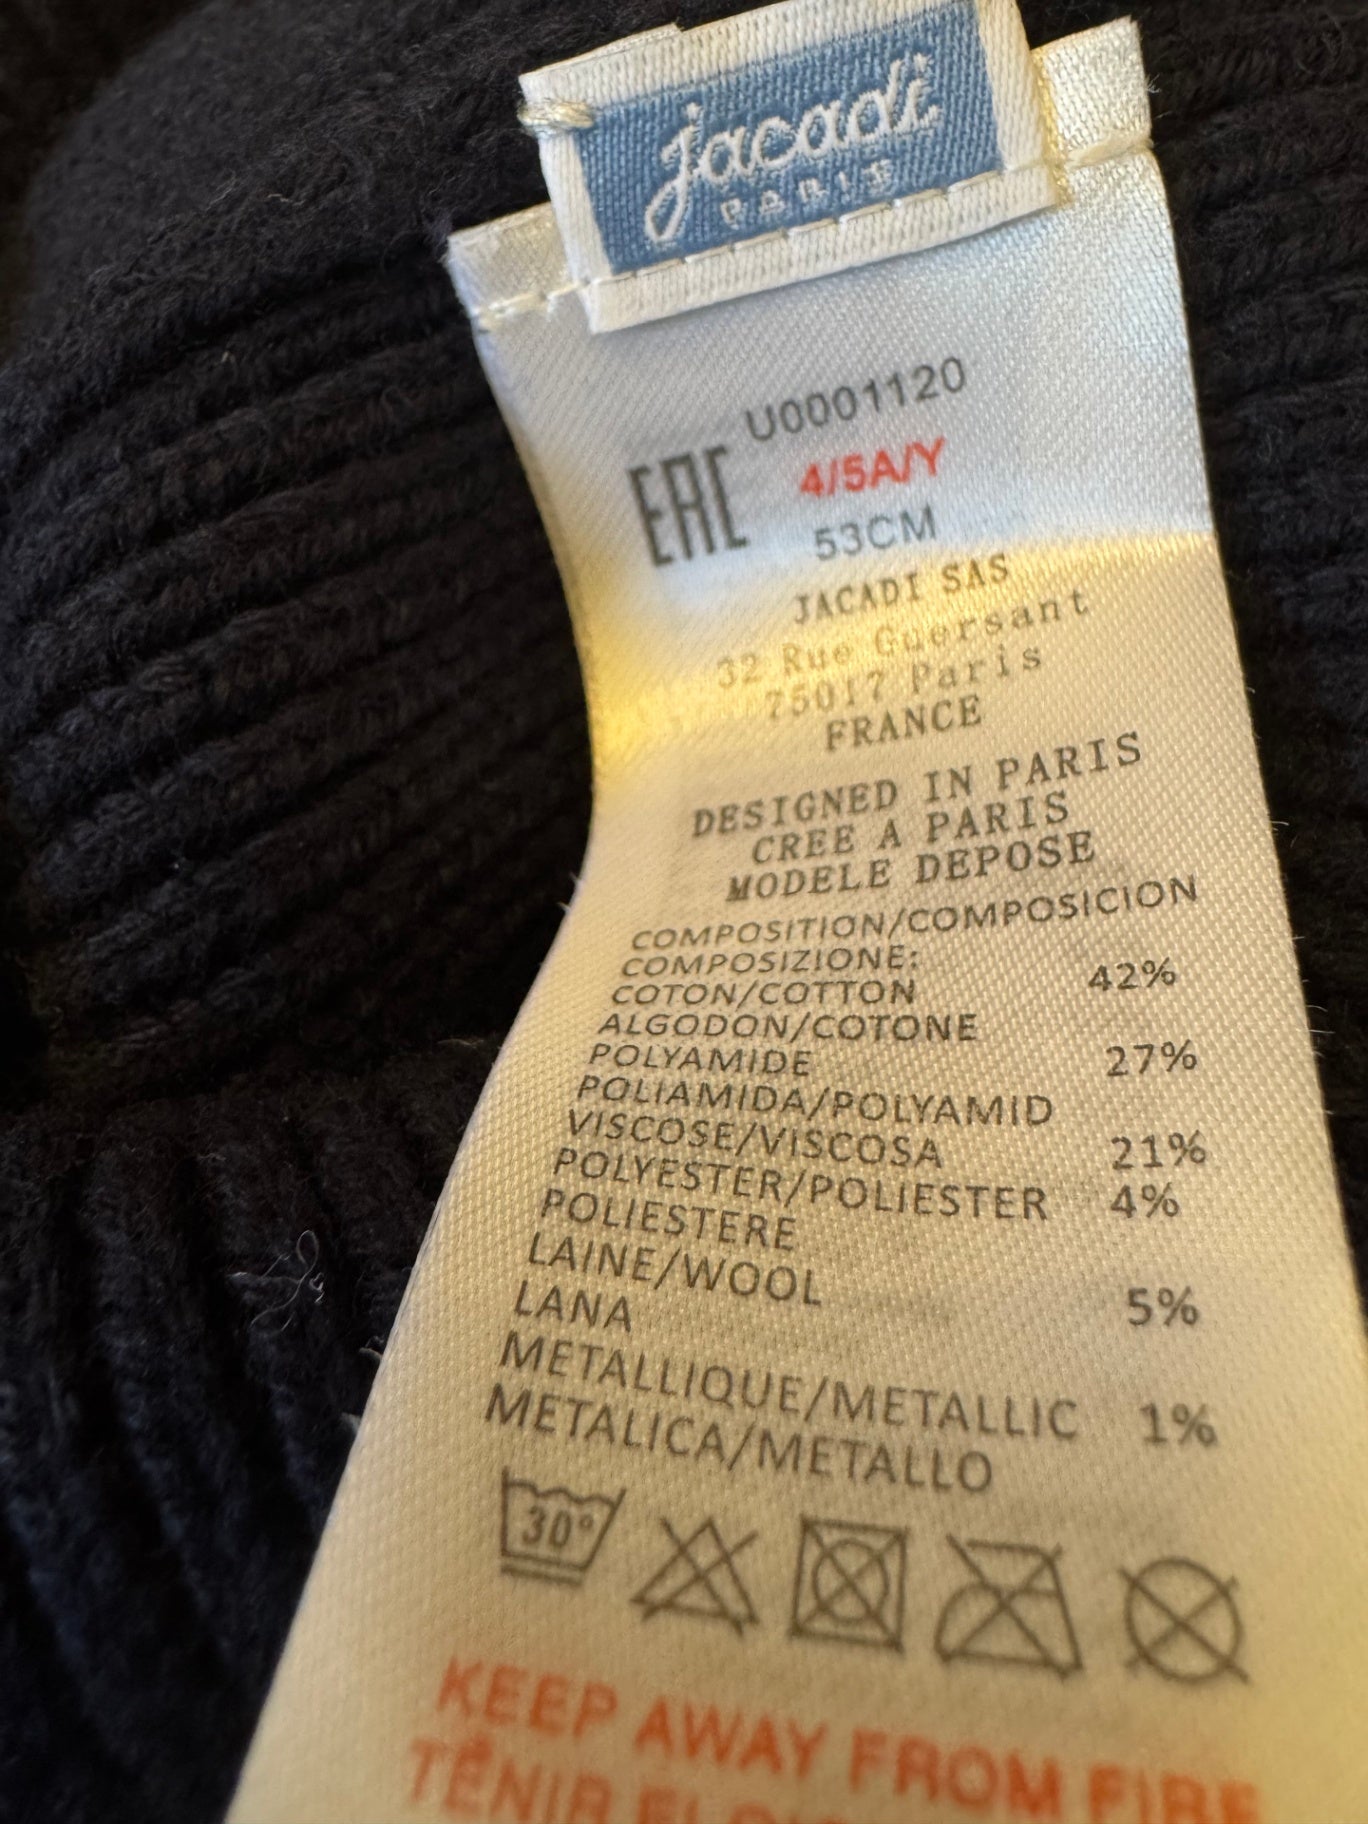 jacadi
PARIS
U0001120
EAC
4/5A/Y
53CM
JACADI SAS
32 Rue Guersant
75017 Paris
FRANCE
DESIGNED IN PARIS
CREE A PARIS
MODELE DEPOSE
COMPOSITION/COMPOSICION
COMPOSIZIONE:
COTON/COTTON 42%
ALGODON/COTONE
POLYAMIDE 27%
POLIAMIDA/POLYAMID
VISCOSE/VISCOSA 21%
POLYESTER/POLIESTER 4%
POLIESTERE
LAINE/WOOL 5%
LANA
METALLIQUE/METALLIC 1%
METALICA/METALLO
30°
KEEP AWAY FROM FIRE
TÊNIR